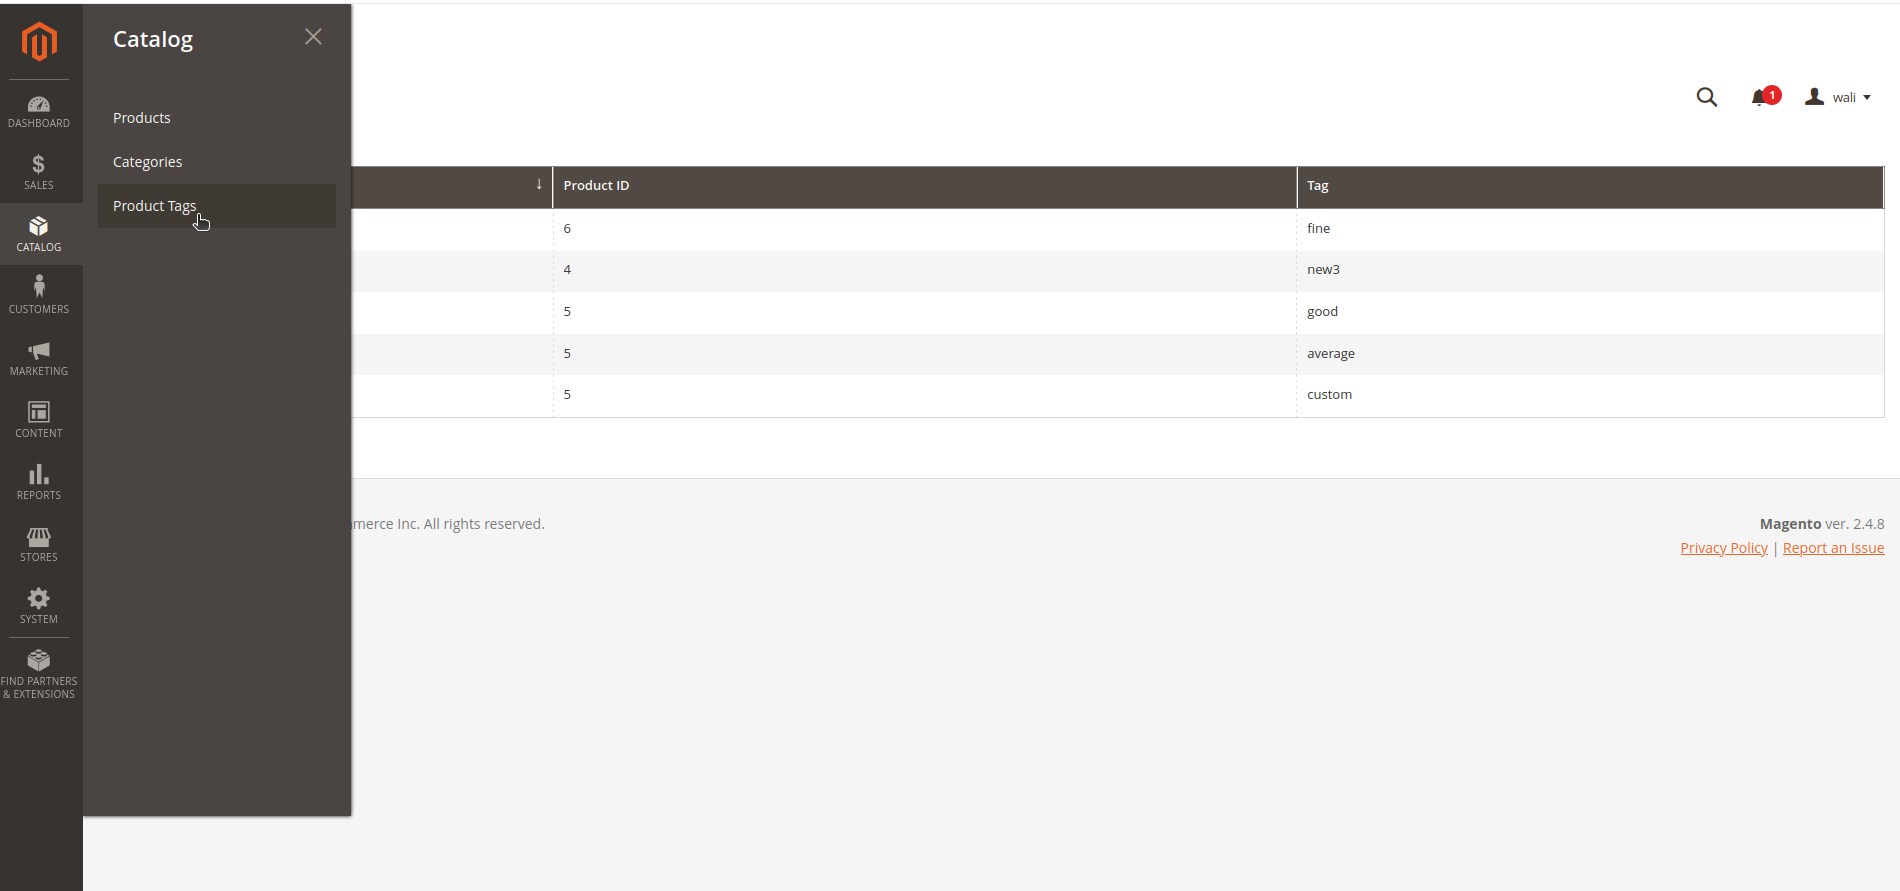 Catalog
Products
Categories
Product Tags
DASHBOARD
SALES
CATALOG
CUSTOMERS
MARKETING
CONTENT
REPORTS
STORES
SYSTEM
FIND PARTNERS
& EXTENSIONS
1
wali
↓ Product ID Tag
6 fine
4 new3
5 good
5 average
5 custom
merce Inc. All rights reserved.
Magento ver. 2.4.8
Privacy Policy | Report an Issue